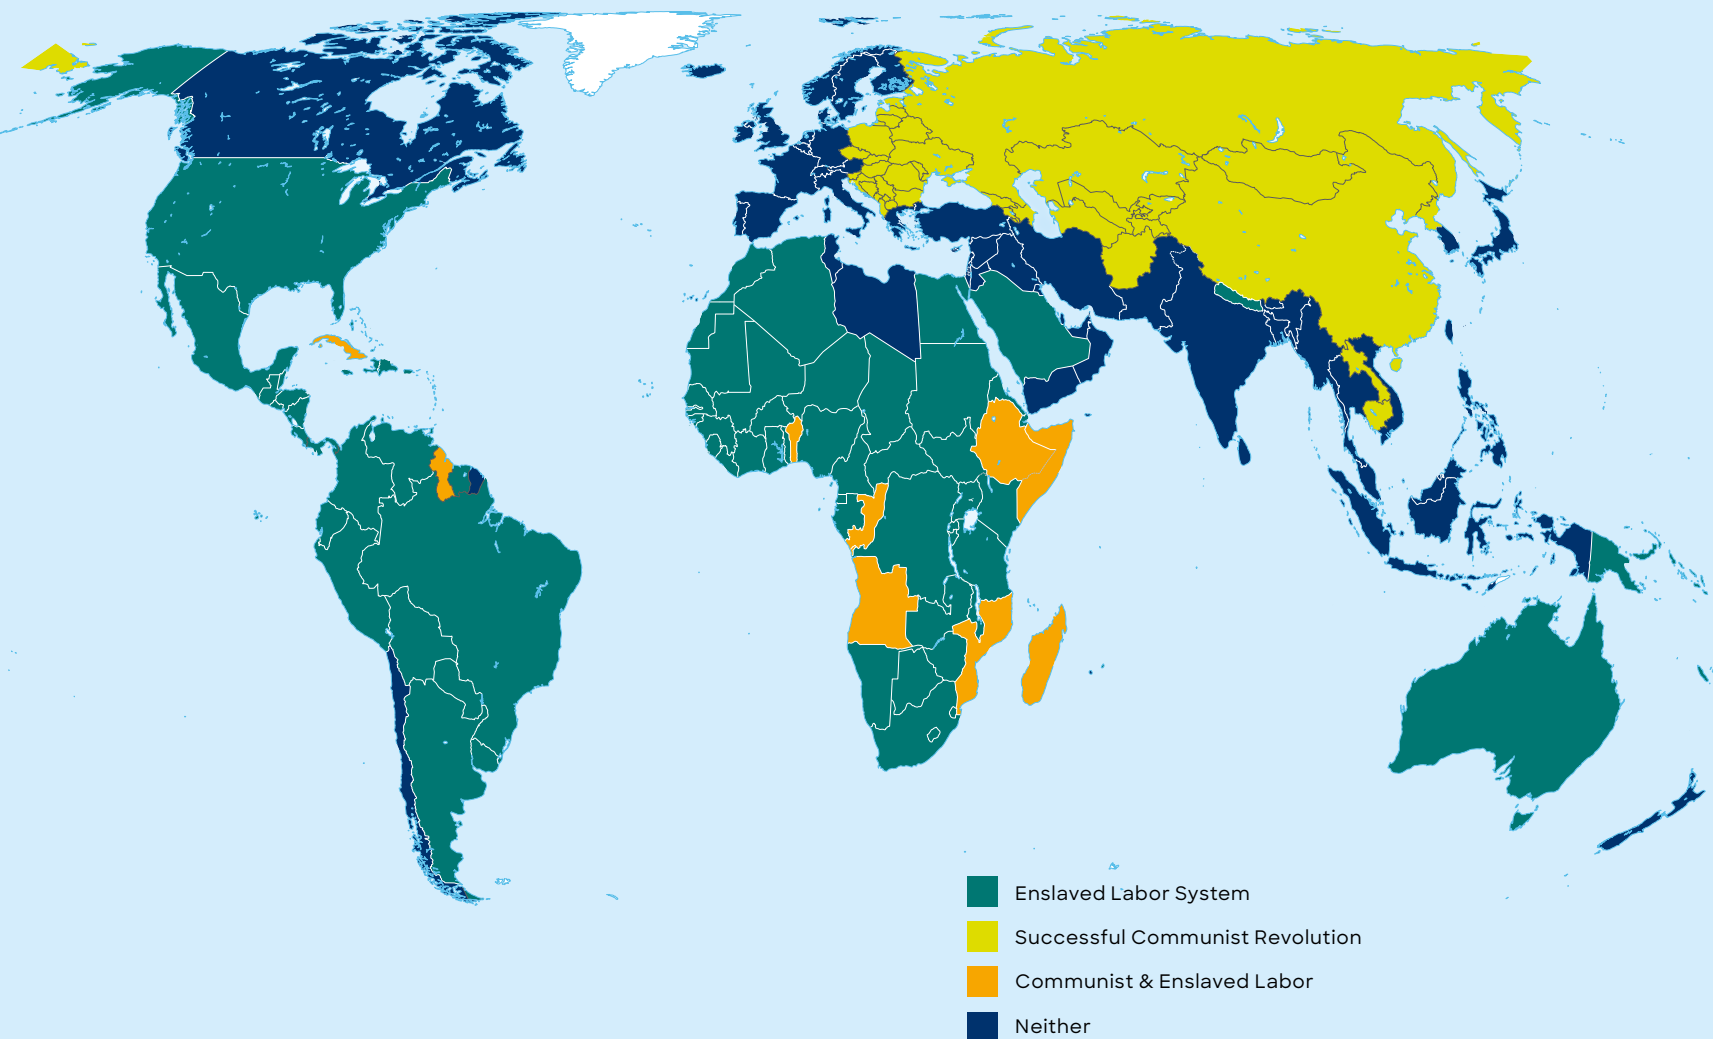 Enslaved Labor System
Successful Communist Revolution
Communist & Enslaved Labor
Neither